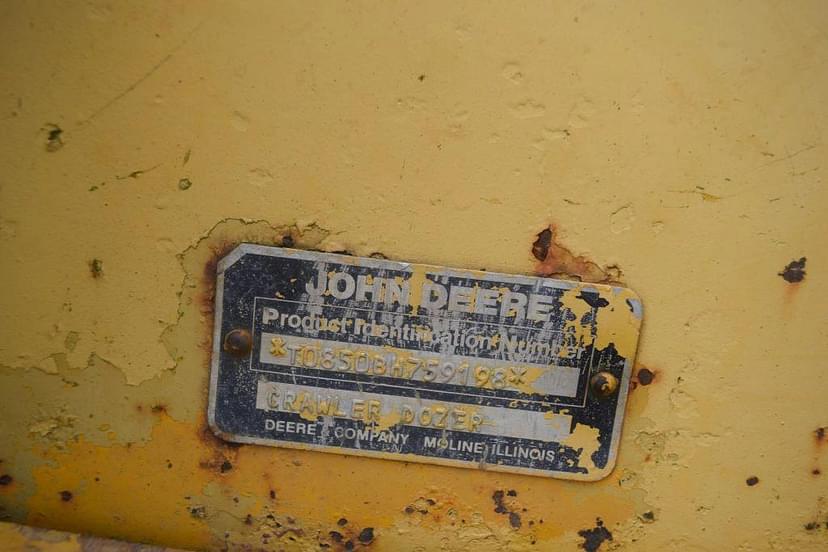 JOHN DEERE
Product Identification Number
*T0850BH759198*
CRAWLER DOZER
DEERE & COMPANY MOLINE ILLINOIS